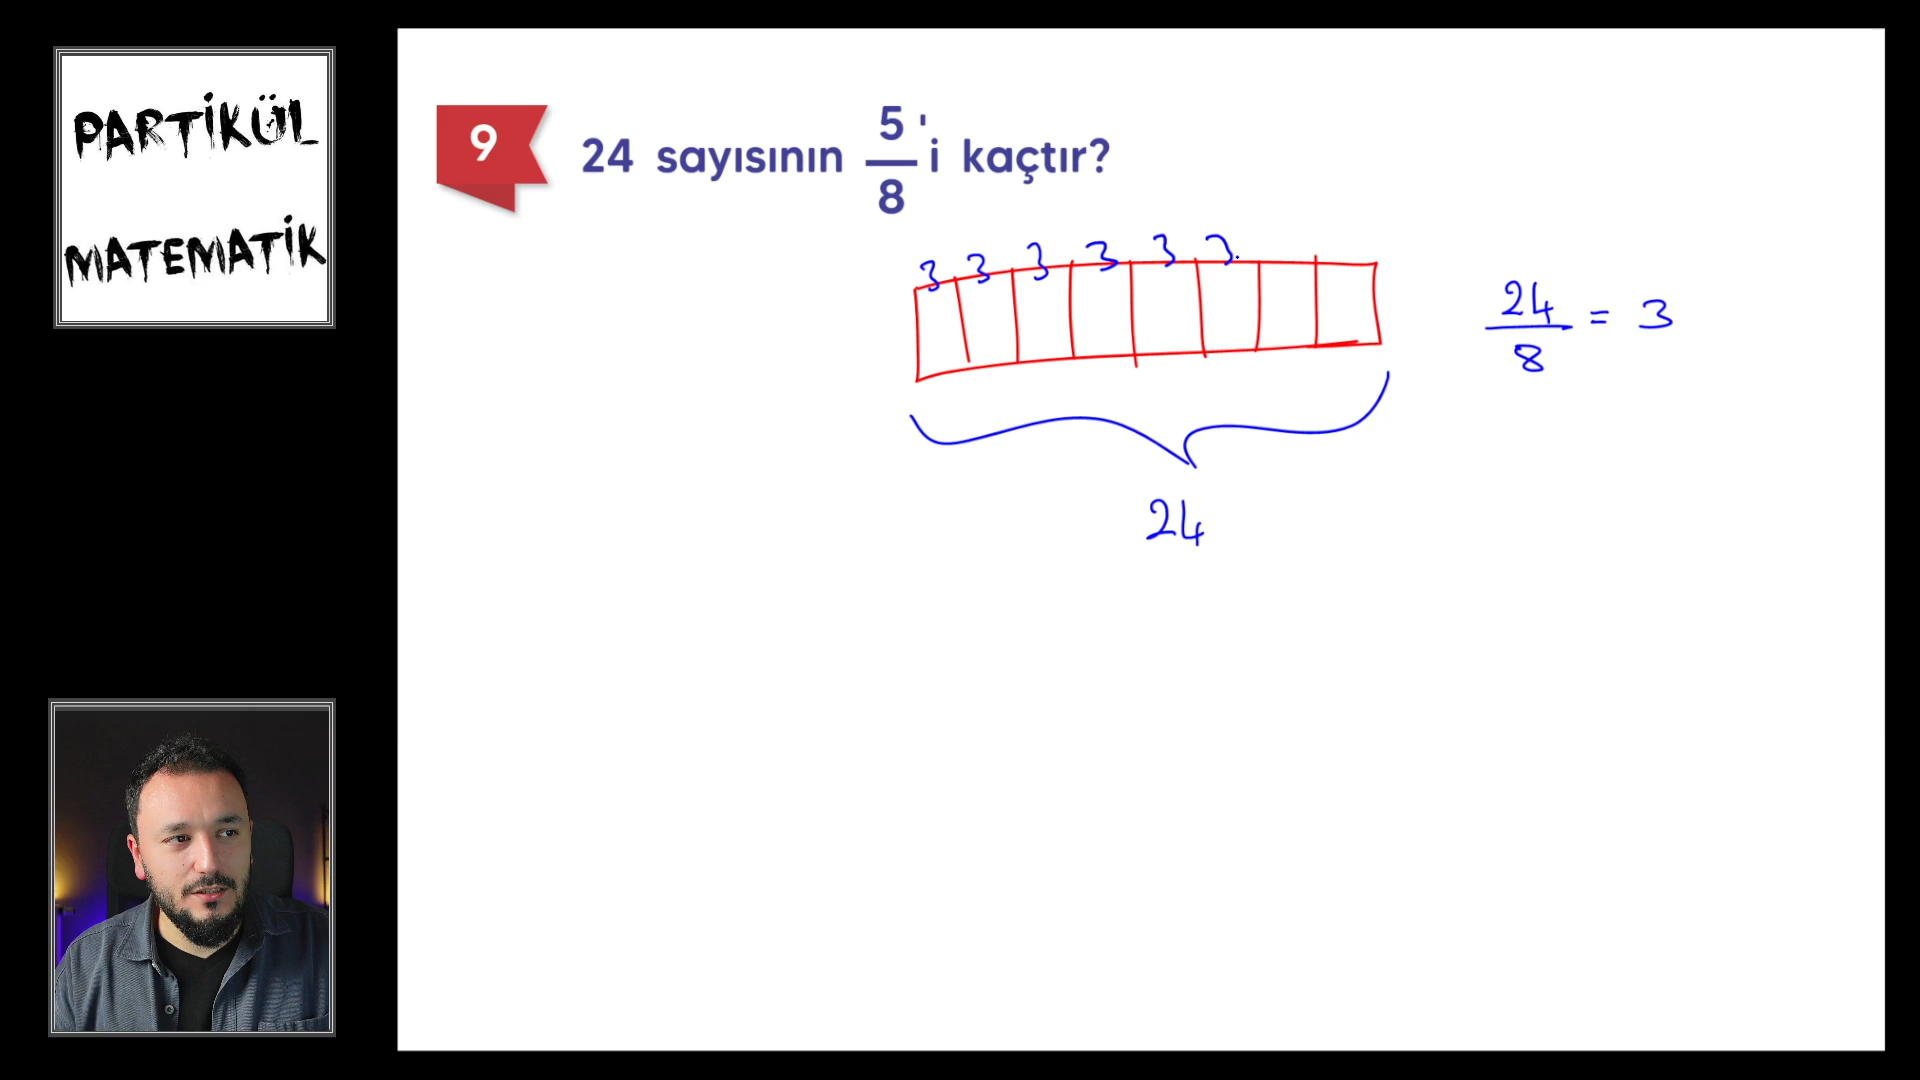 PARTİKÜL
MATEMATİK
9
24 sayısının 5/8'i kaçtır?
3 3 3 3 3 3
24/8 = 3
24